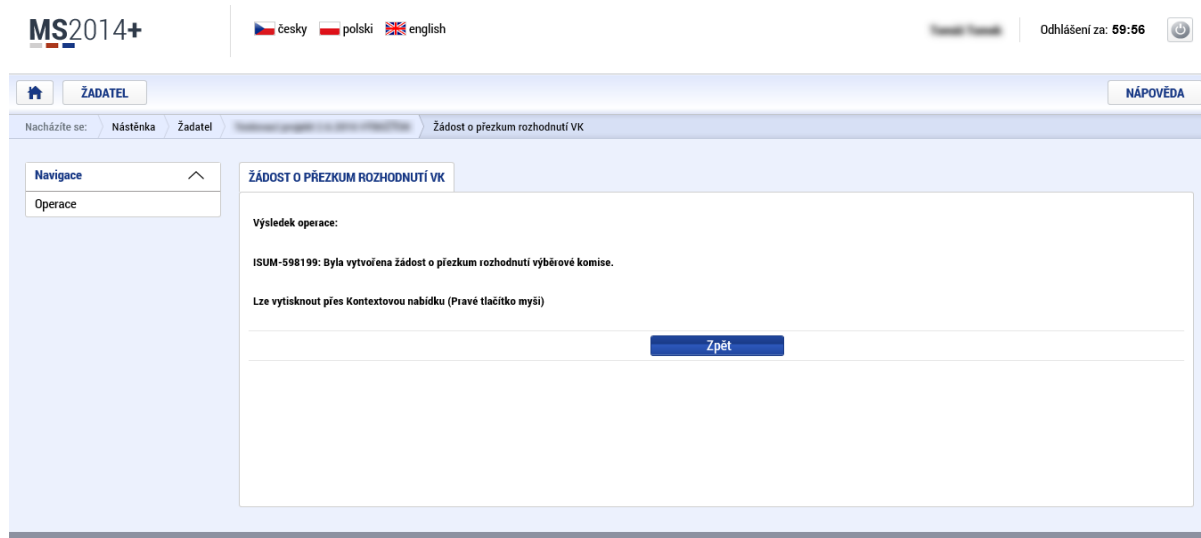 MS2014+
česky polski english
Odhlášení za: 59:56
ŽADATEL
NÁPOVĚDA
Nacházíte se: Nástěnka Žadatel Žádost o přezkum rozhodnutí VK
Navigace
Operace
ŽÁDOST O PŘEZKUM ROZHODNUTÍ VK
Výsledek operace:
ISUM-598199: Byla vytvořena žádost o přezkum rozhodnutí výběrové komise.
Lze vytisknout přes Kontextovou nabídku (Pravé tlačítko myši)
Zpět